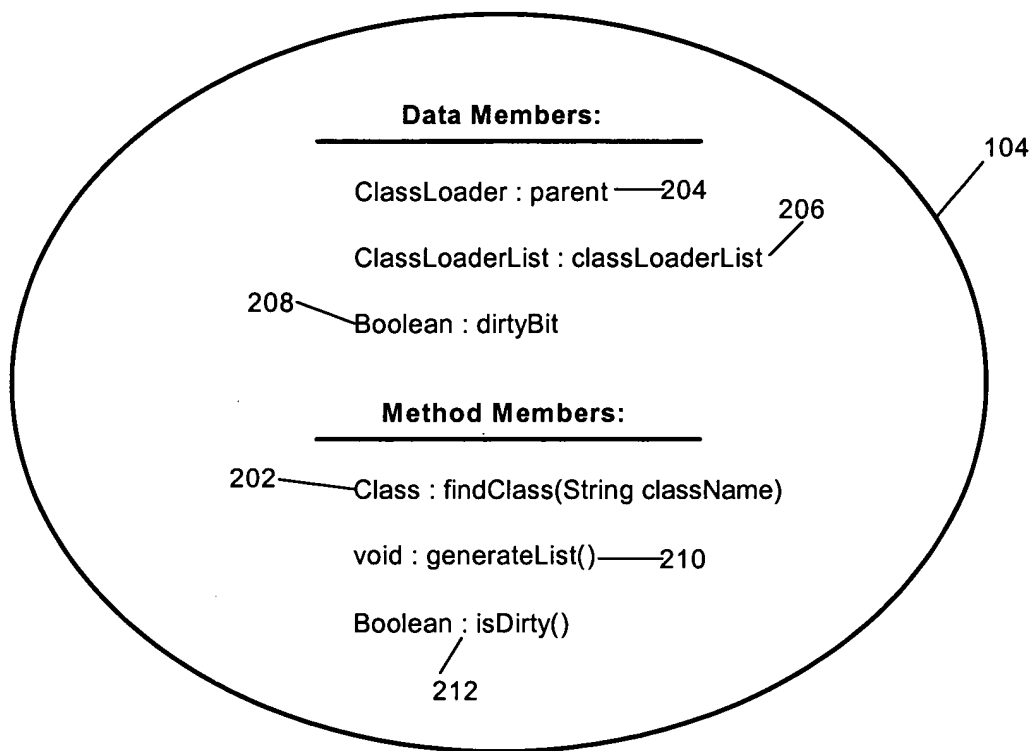 Data Members:
104
ClassLoader : parent 204
206
ClassLoaderList : classLoaderList
208
Boolean : dirtyBit
Method Members:
202 Class : findClass(String className)
void : generateList() 210
Boolean : isDirty()
212